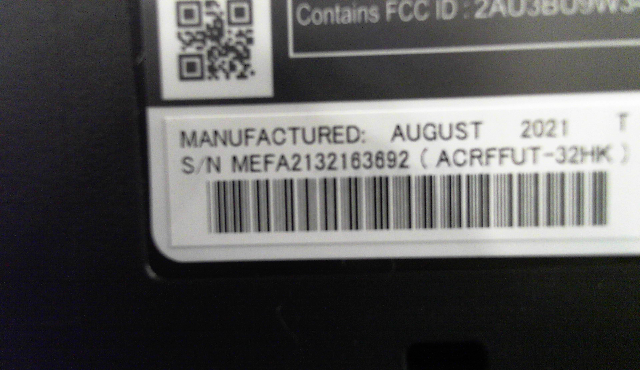 Contains FCC ID :
MANUFACTURED: AUGUST 2021 T
S/N MEFA2132163692 ( ACRFFUT-32HK )